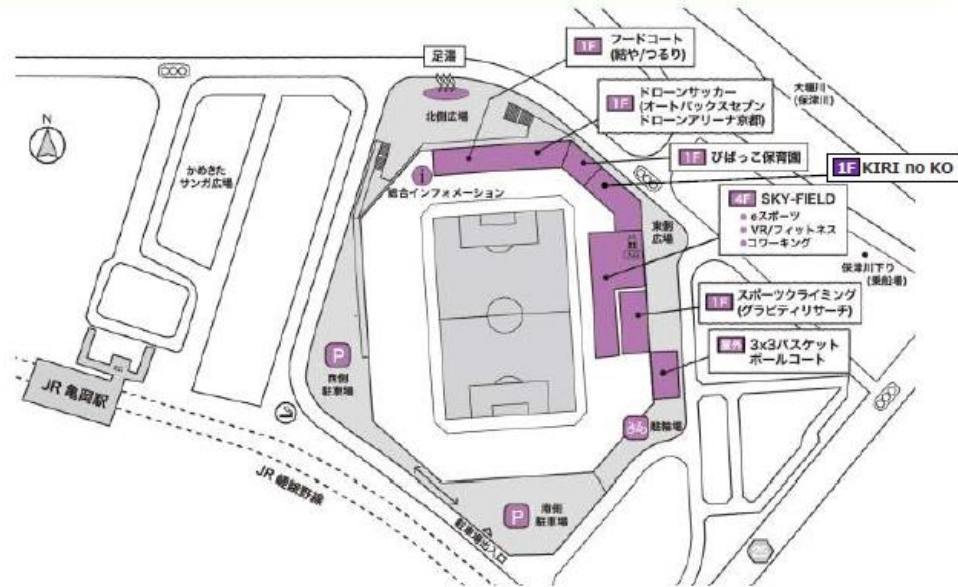 1F フードコート
(結や/つるり)
足湯
1F ドローンサッカー
(オートバックスセブン
ドローンアリーナ京都)
大堰川
(保津川)
N
北側広場
1F ぴぱっこ保育園
1F KIRI no KO
かめきた
サンガ広場
i
総合インフォメーション
4F SKY-FIELD
eスポーツ
VR/フィットネス
コワーキング
東側
広場
保津川下り
(乗船場)
1F スポーツクライミング
(グラビティリサーチ)
P
西側
駐車場
屋外 3x3バスケット
ボールコート
JR 亀岡駅
駐輪場
JR 嵯峨野線
P
南側
駐車場
駐車場出入口
25